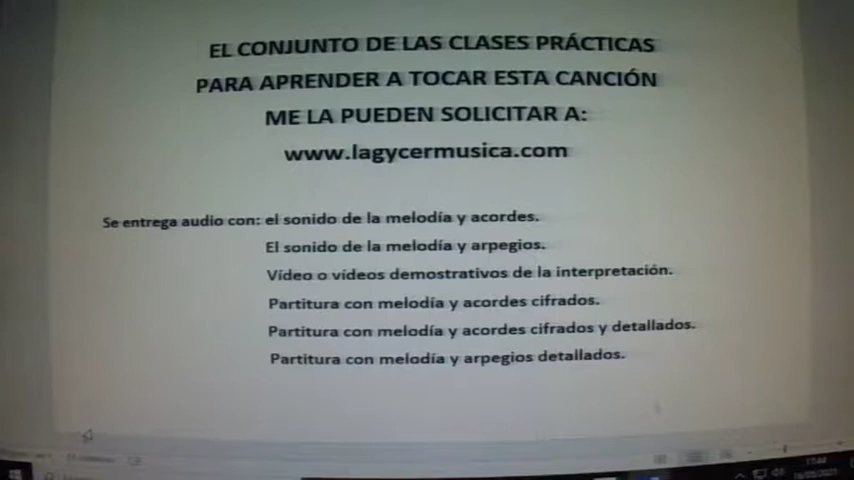 EL CONJUNTO DE LAS CLASES PRÁCTICAS
PARA APRENDER A TOCAR ESTA CANCIÓN
ME LA PUEDEN SOLICITAR A:
www.lagycermusica.com
Se entrega audio con: el sonido de la melodía y acordes.
El sonido de la melodía y arpegios.
Vídeo o vídeos demostrativos de la interpretación.
Partitura con melodía y acordes cifrados.
Partitura con melodía y acordes cifrados y detallados.
Partitura con melodía y arpegios detallados.